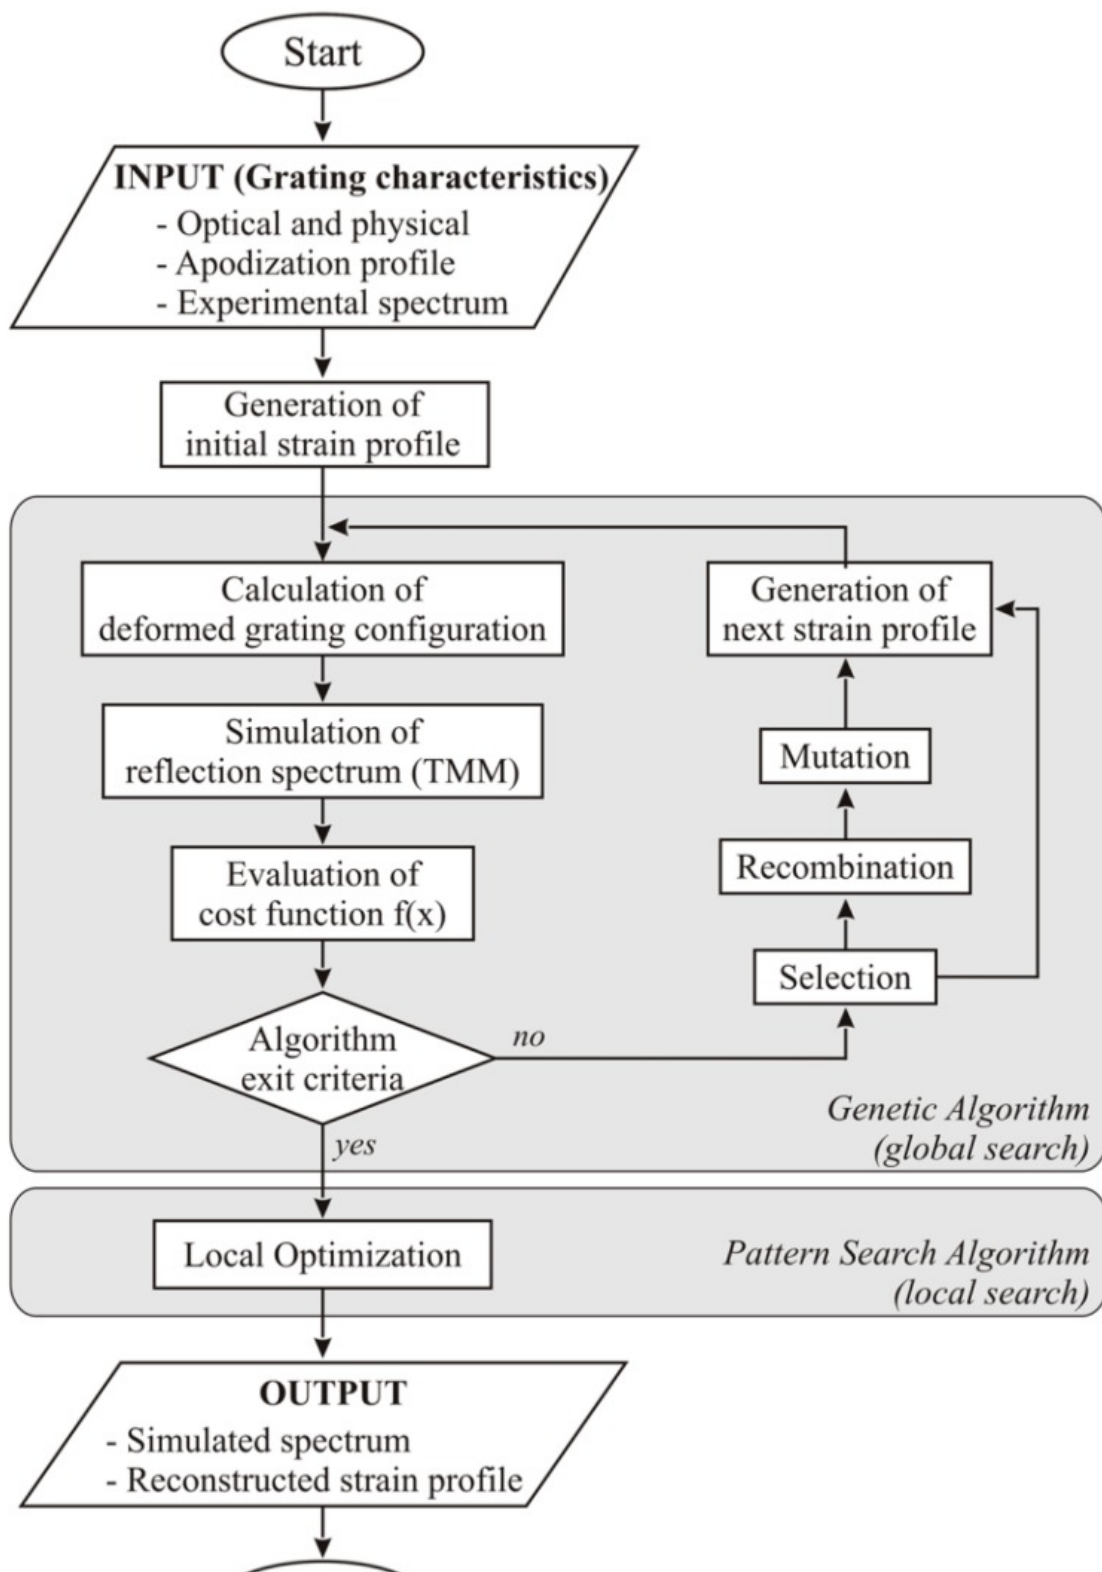 Start
INPUT (Grating characteristics)
- Optical and physical
- Apodization profile
- Experimental spectrum
Generation of
initial strain profile
Calculation of
deformed grating configuration
Generation of
next strain profile
Simulation of
reflection spectrum (TMM)
Mutation
Evaluation of
cost function f(x)
Recombination
Selection
Algorithm
exit criteria
no
yes
Genetic Algorithm
(global search)
Local Optimization
Pattern Search Algorithm
(local search)
OUTPUT
- Simulated spectrum
- Reconstructed strain profile